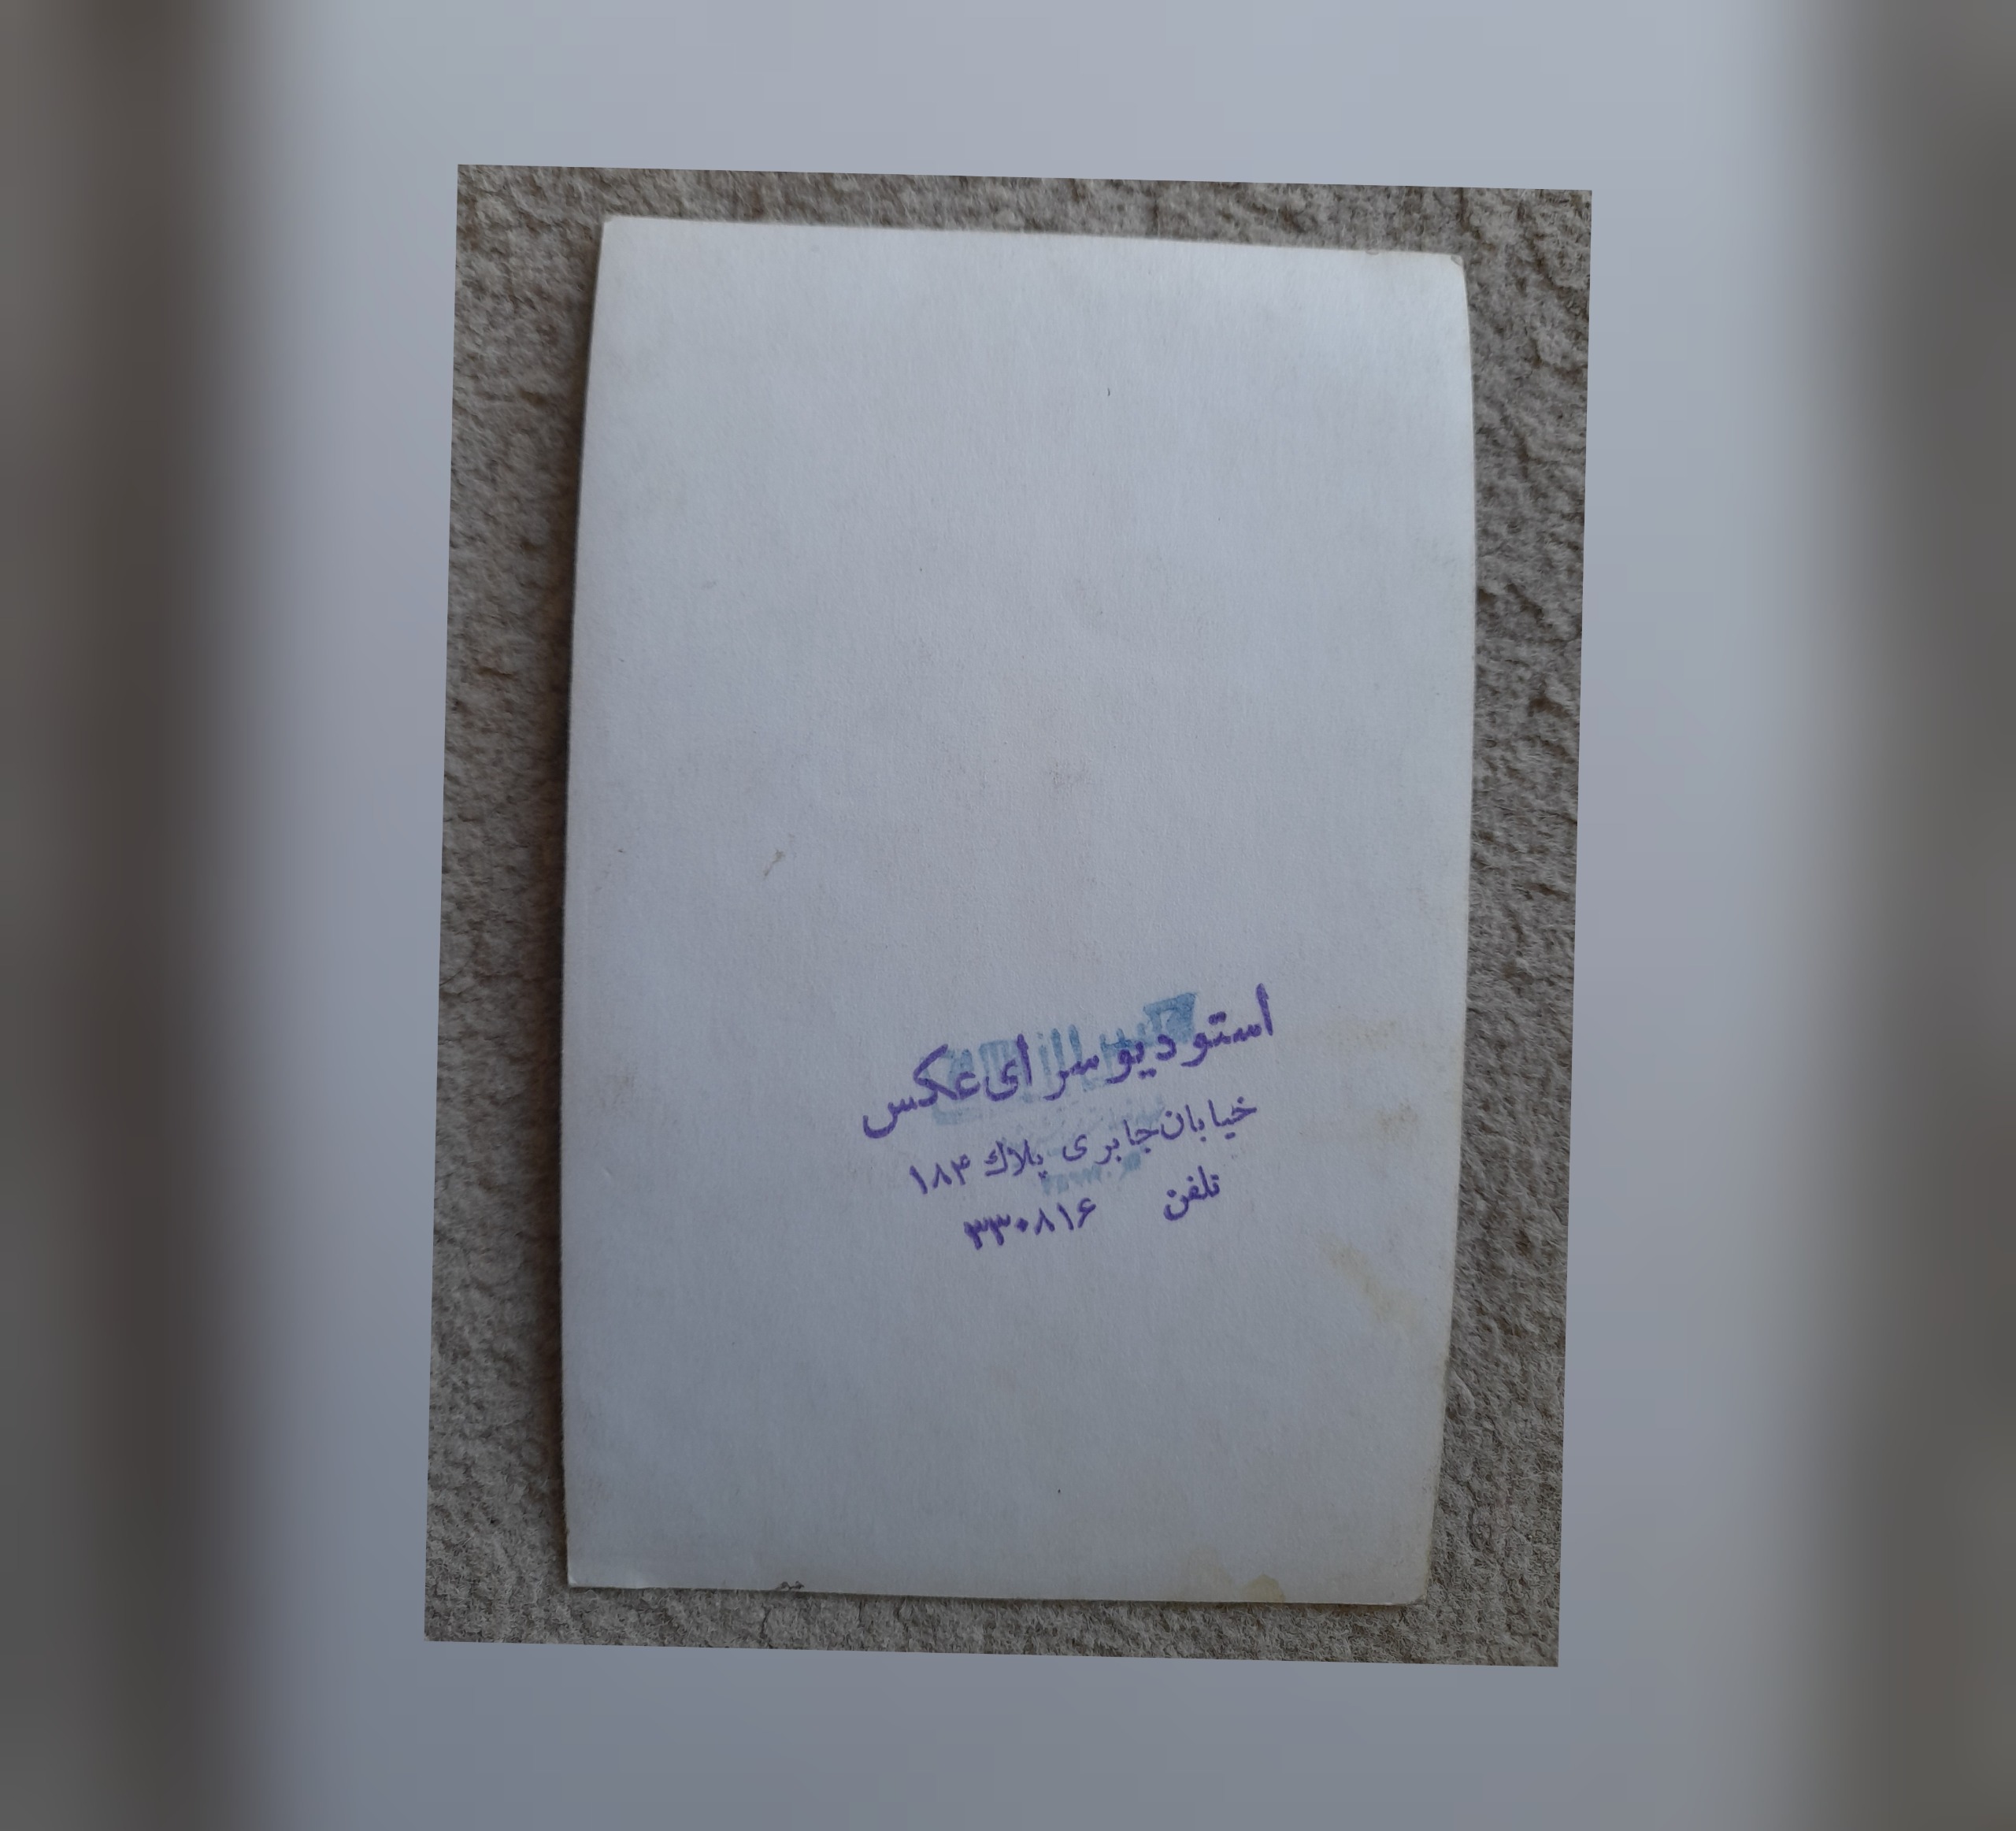 استودیو سرای عکس
خیابان جابری پلاك ۱۸۴
تلفن ۳۳۰۸۱۶